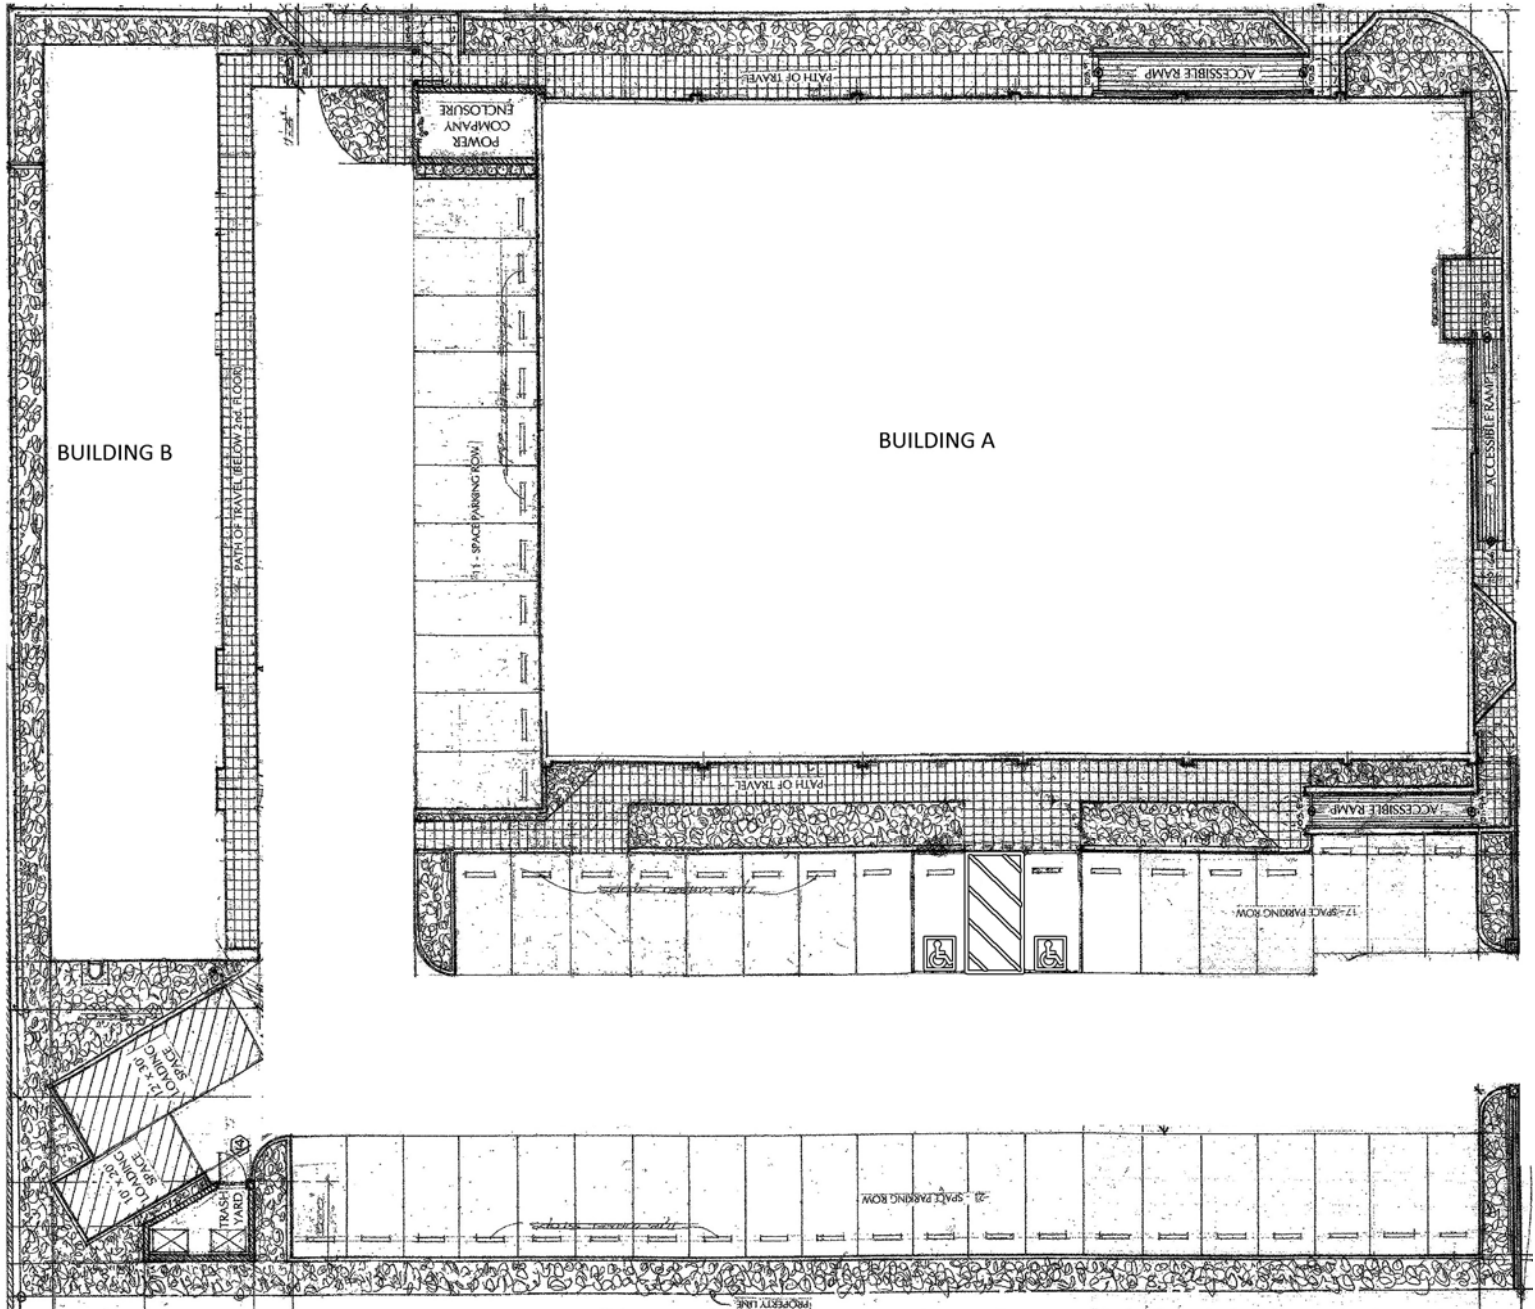 PATH OF TRAVEL
ACCESSIBLE RAMP
POWER
COMPANY
ENCLOSURE
PATH OF TRAVEL (BELOW 2nd. FLOOR)
11 - SPACE PARKING ROW
BUILDING B
BUILDING A
ACCESSIBLE RAMP
PATH OF TRAVEL
ACCESSIBLE RAMP
17 - SPACE PARKING ROW
12' x 30'
LOADING
SPACE
10' x 20'
LOADING
SPACE
14
TRASH
YARD
21 - SPACE PARKING ROW
PROPERTY LINE